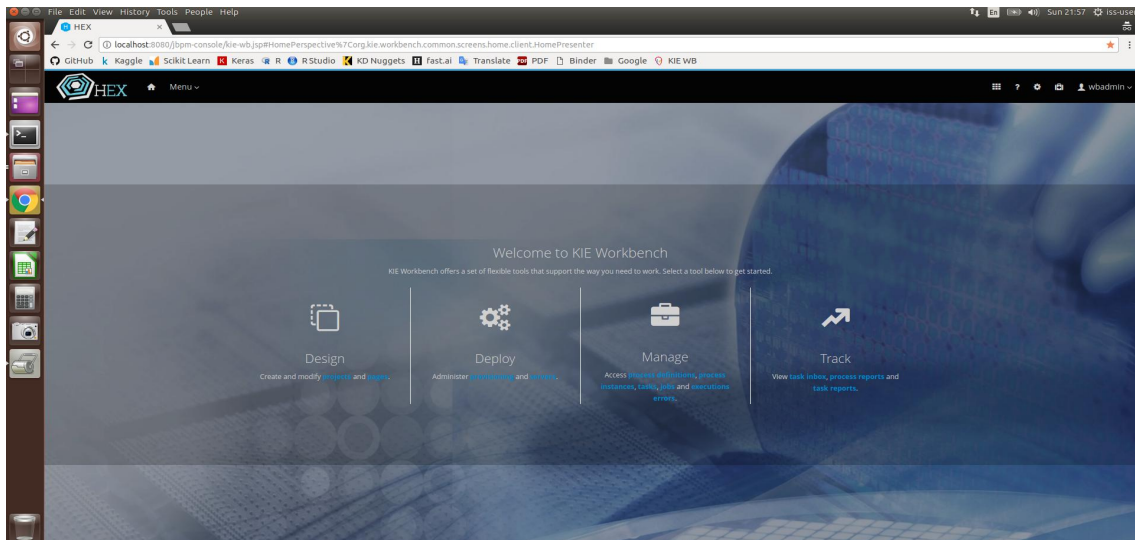 File Edit View History Tools People Help
En
Sun 21:57
iss-user
HEX
localhost:8080/jbpm-console/kie-wb.jsp#HomePerspective%7Corg.kie.workbench.common.screens.home.client.HomePresenter
GitHub Kaggle Scikit Learn Keras R RStudio KD Nuggets fast.ai Translate PDF Binder Google KIE WB
HEX Menu
wbadmin
Welcome to KIE Workbench
KIE Workbench offers a set of flexible tools that support the way you need to work. Select a tool below to get started.
Design
Create and modify projects and pages.
Deploy
Administer and
Manage
Access process definitions, process
instances, tasks, jobs and executions
errors.
Track
View task inbox, process reports and
task reports.